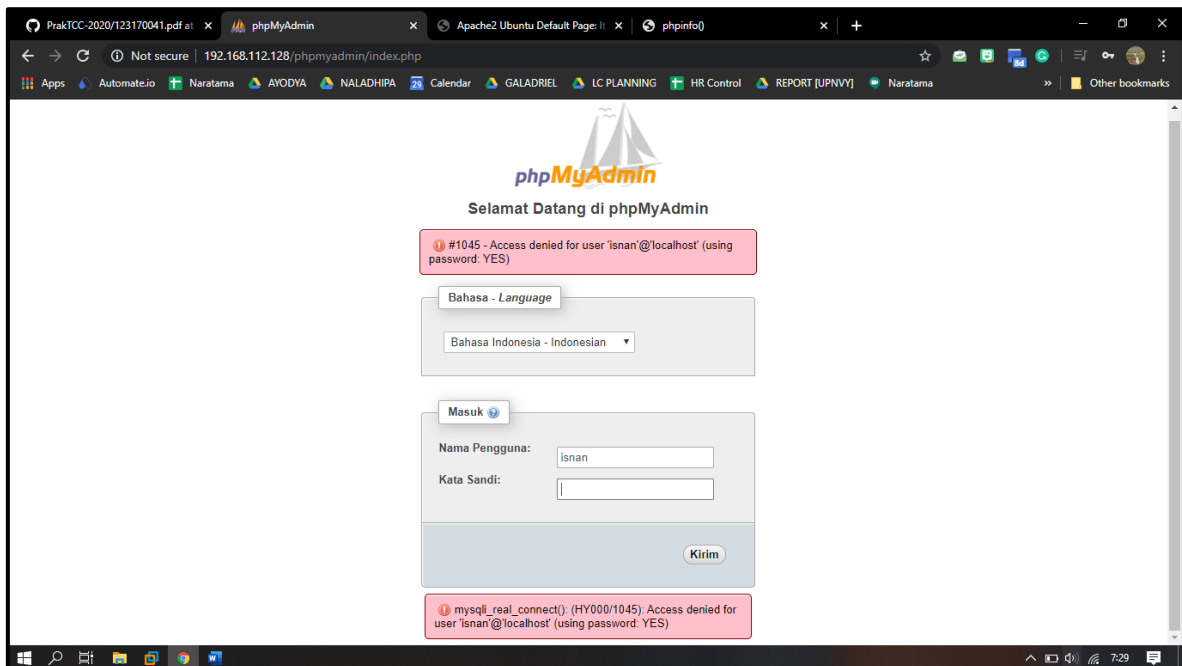 PrakTCC-2020/123170041.pdf at
phpMyAdmin
Apache2 Ubuntu Default Page: It
phpinfo()
Not secure
192.168.112.128/phpmyadmin/index.php
8d
Apps
Automate.io
Naratama
AYODYA
NALADHIPA
29
Calendar
GALADRIEL
LC PLANNING
HR Control
REPORT [UPNVY]
Naratama
»
Other bookmarks
phpMyAdmin
Selamat Datang di phpMyAdmin
#1045 - Access denied for user 'isnan'@'localhost' (using
password: YES)
Bahasa - Language
Bahasa Indonesia - Indonesian
Masuk
Nama Pengguna:
isnan
Kata Sandi:
Kirim
mysqli_real_connect(): (HY000/1045): Access denied for
user 'isnan'@'localhost' (using password: YES)
7:29